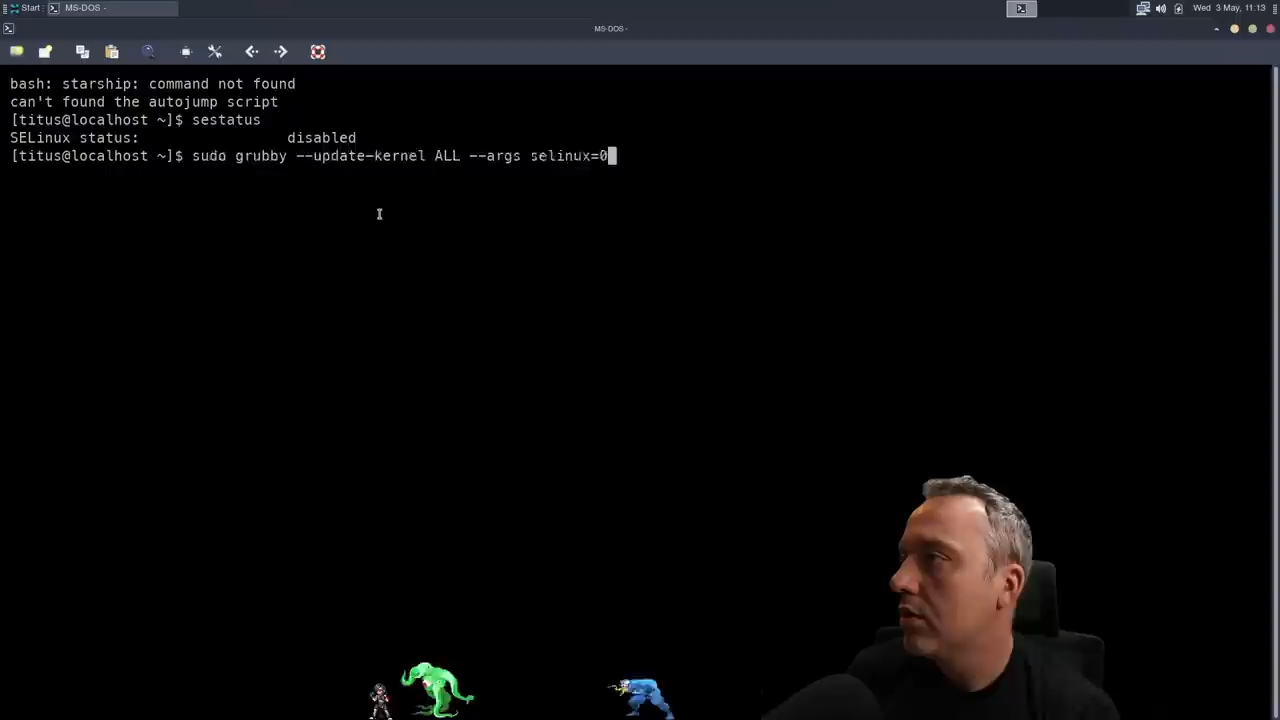 Start
MS-DOS -
Wed 3 May, 11:13
MS-DOS -
bash: starship: command not found
can't found the autojump script
[titus@localhost ~]$ sestatus
SELinux status: disabled
[titus@localhost ~]$ sudo grubby --update-kernel ALL --args selinux=0